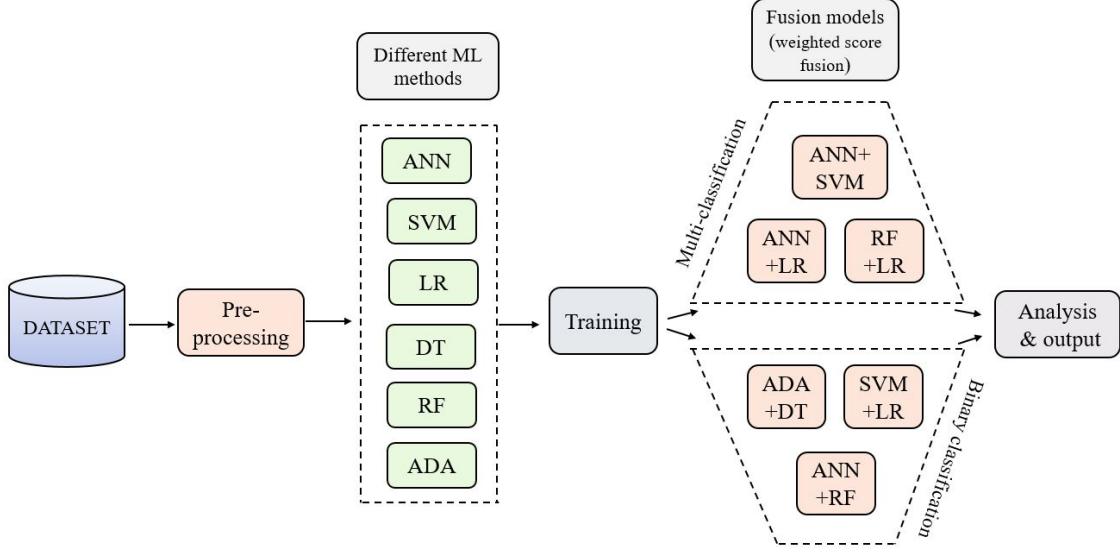 DATASET
Pre-
processing
Different ML
methods
ANN
SVM
LR
DT
RF
ADA
Training
Fusion models
(weighted score
fusion)
Multi-classification
ANN+
SVM
ANN
+LR
RF
+LR
ADA
+DT
SVM
+LR
ANN
+RF
Binary classification
Analysis
& output